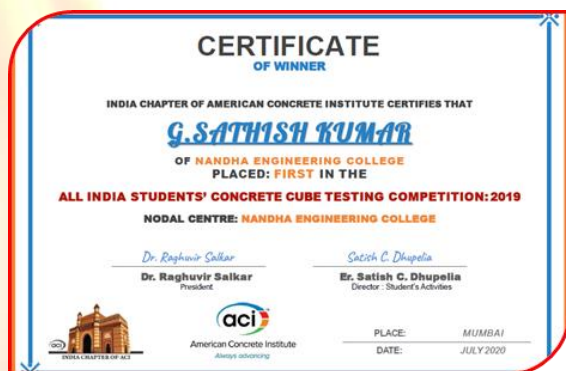 CERTIFICATE
OF WINNER
INDIA CHAPTER OF AMERICAN CONCRETE INSTITUTE CERTIFIES THAT
G.SATHISH KUMAR
OF NANDHA ENGINEERING COLLEGE
PLACED: FIRST IN THE
ALL INDIA STUDENTS' CONCRETE CUBE TESTING COMPETITION: 2019
NODAL CENTRE: NANDHA ENGINEERING COLLEGE
Dr. Raghuvir Salkar
Dr. Raghuvir Salkar
President
Satish C. Dhupelia
Er. Satish C. Dhupelia
Director : Student's Activities
aci
INDIA CHAPTER OF ACI
aci
American Concrete Institute
Always advancing
PLACE: MUMBAI
DATE: JULY 2020